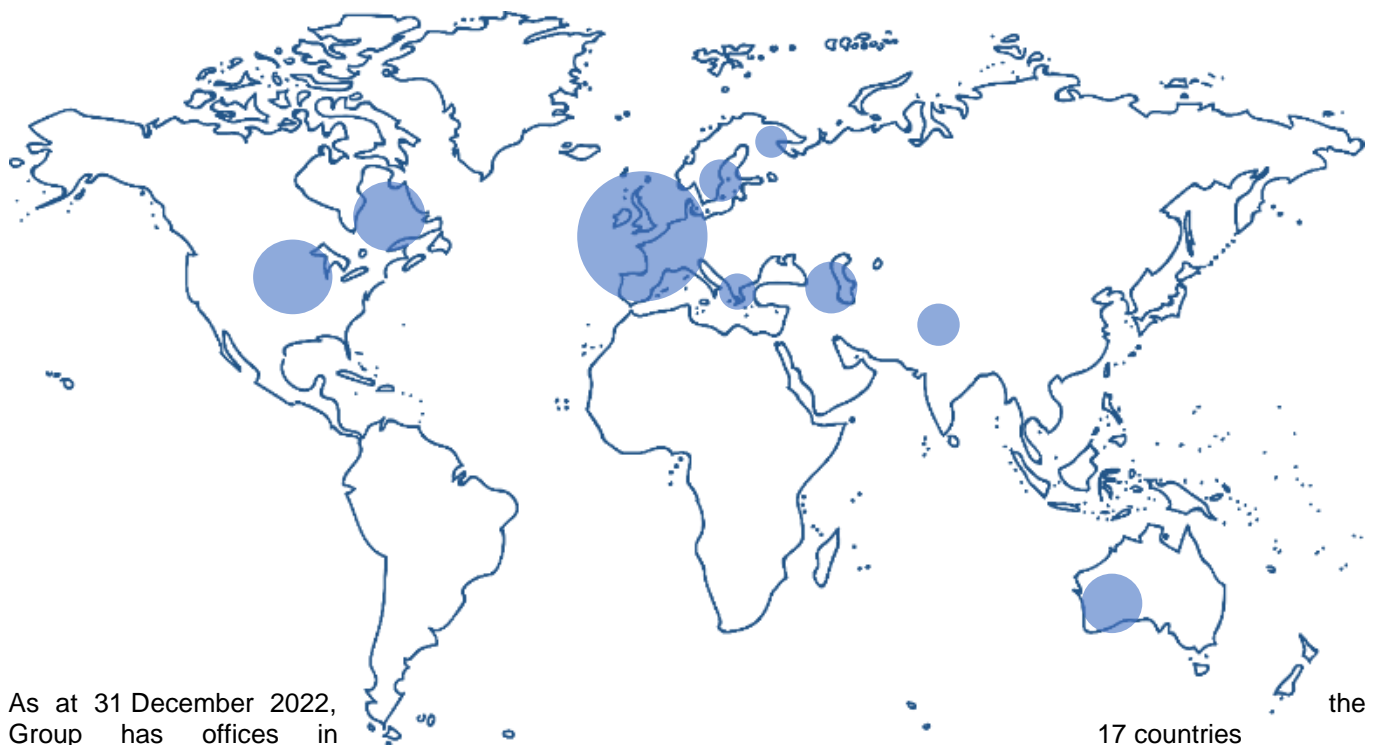 As at 31 December 2022, the
Group has offices in 17 countries